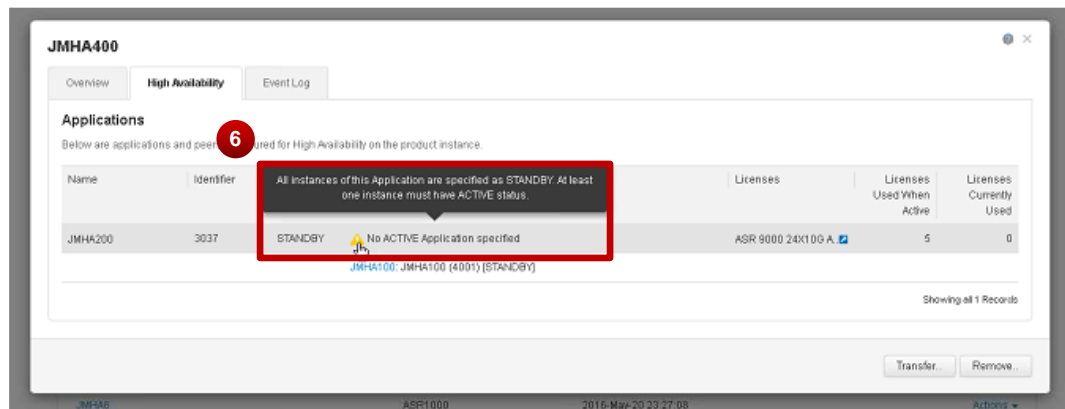 JMHA400
Overview
High Availability
Event Log
Applications
Below are applications and peer
6
ured for High Availability on the product instance.
Name
Identifier
All instances of this Application are specified as STANDBY. At least
one instance must have ACTIVE status.
Licenses
Licenses
Used When
Active
Licenses
Currently
Used
JMHA200
3037
STANDBY
No ACTIVE Application specified
ASR 9000 24X10G A..
5
0
JMHA100: JMHA100 (4001) [STANDBY]
Showing all 1 Records
Transfer..
Remove..
ASR1000
2016-May-20 23:27:08
Actions